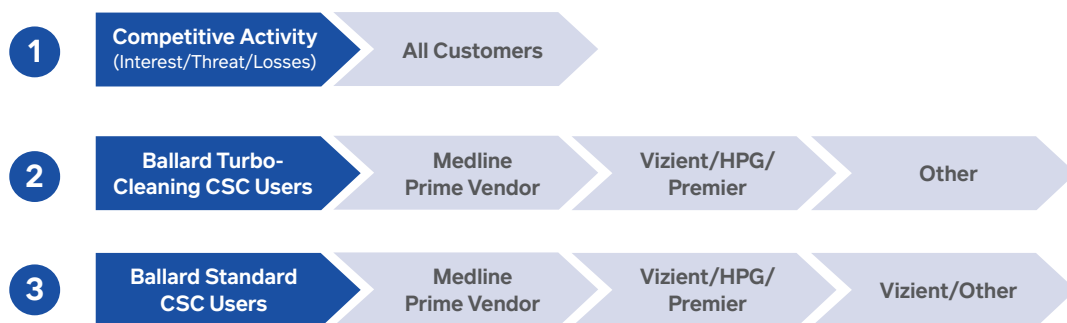 1
Competitive Activity
(Interest/Threat/Losses)
All Customers
2
Ballard Turbo-
Cleaning CSC Users
Medline
Prime Vendor
Vizient/HPG/
Premier
Other
3
Ballard Standard
CSC Users
Medline
Prime Vendor
Vizient/HPG/
Premier
Vizient/Other